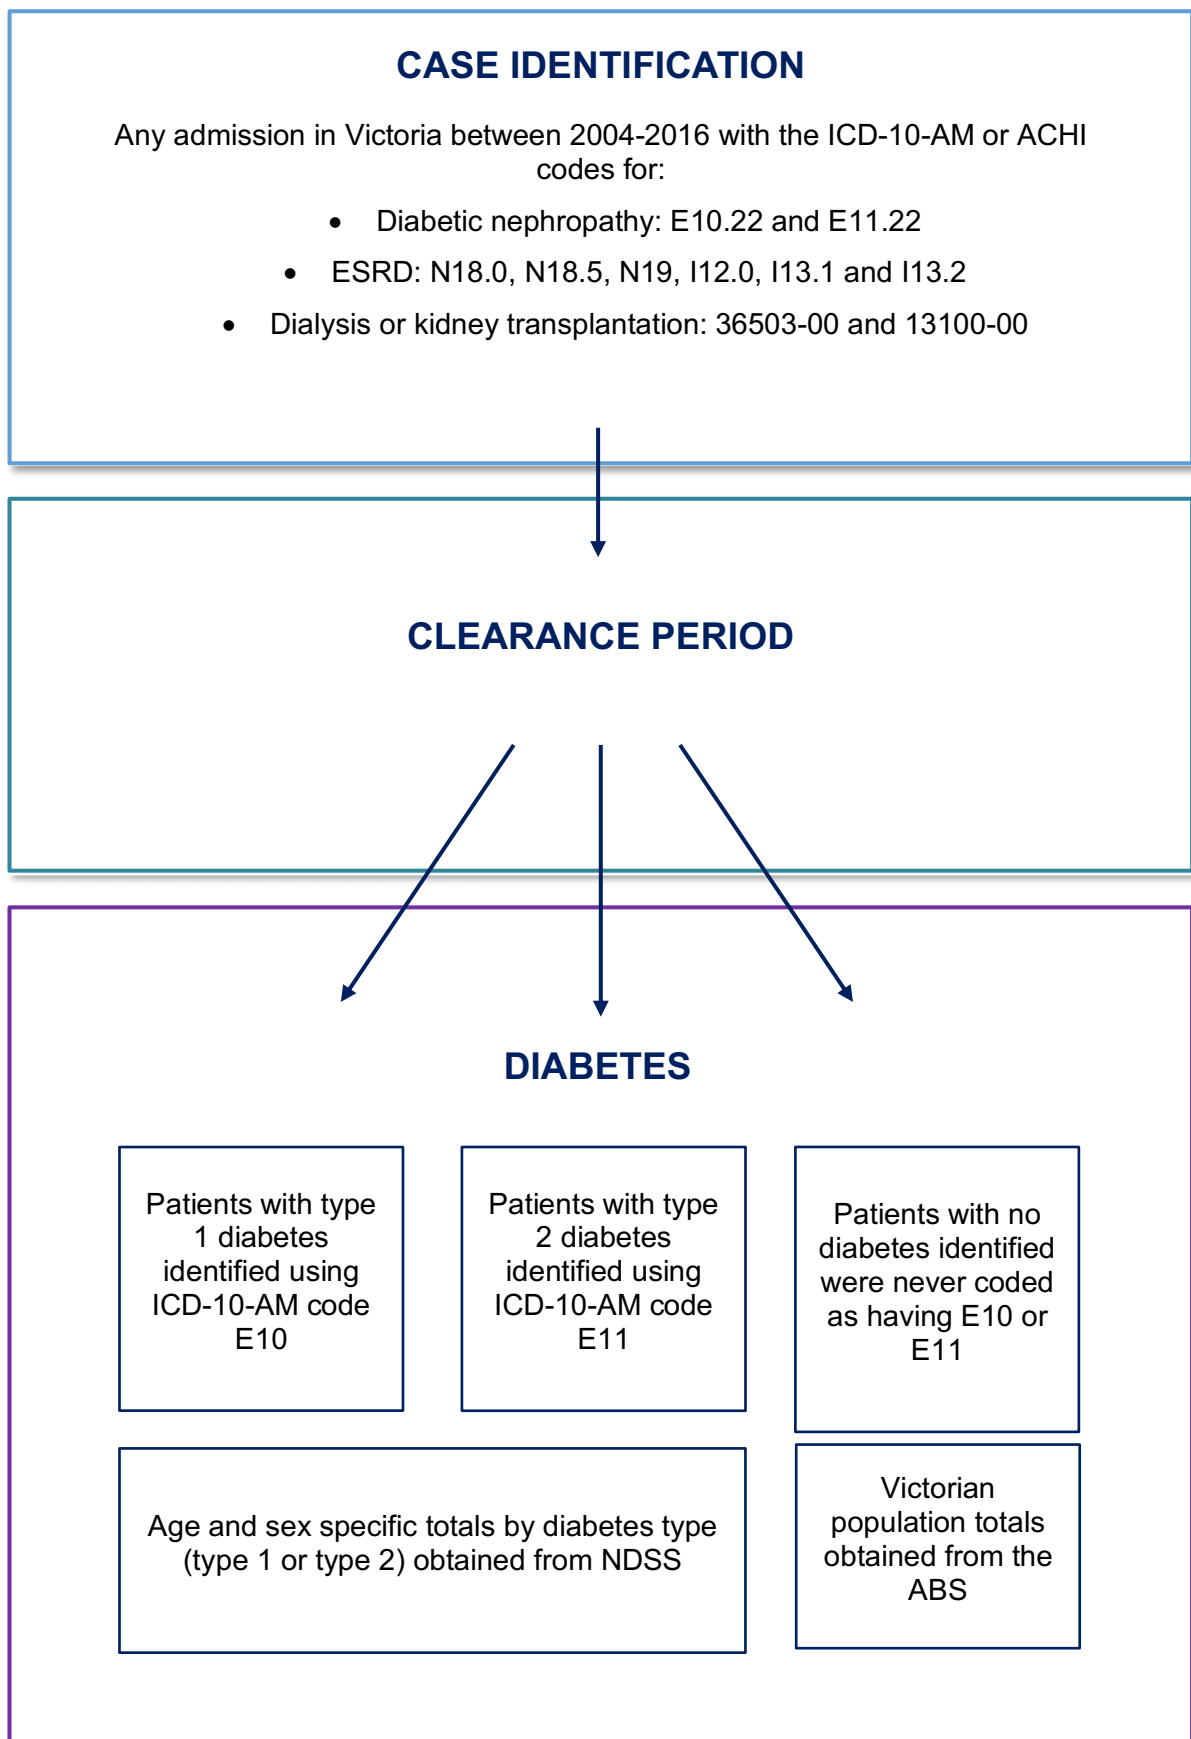 CASE IDENTIFICATION
Any admission in Victoria between 2004-2016 with the ICD-10-AM or ACHI
codes for:
• Diabetic nephropathy: E10.22 and E11.22
• ESRD: N18.0, N18.5, N19, I12.0, I13.1 and I13.2
• Dialysis or kidney transplantation: 36503-00 and 13100-00
CLEARANCE PERIOD
DIABETES
Patients with type
1 diabetes
identified using
ICD-10-AM code
E10
Patients with type
2 diabetes
identified using
ICD-10-AM code
E11
Patients with no
diabetes identified
were never coded
as having E10 or
E11
Age and sex specific totals by diabetes type
(type 1 or type 2) obtained from NDSS
Victorian
population totals
obtained from the
ABS